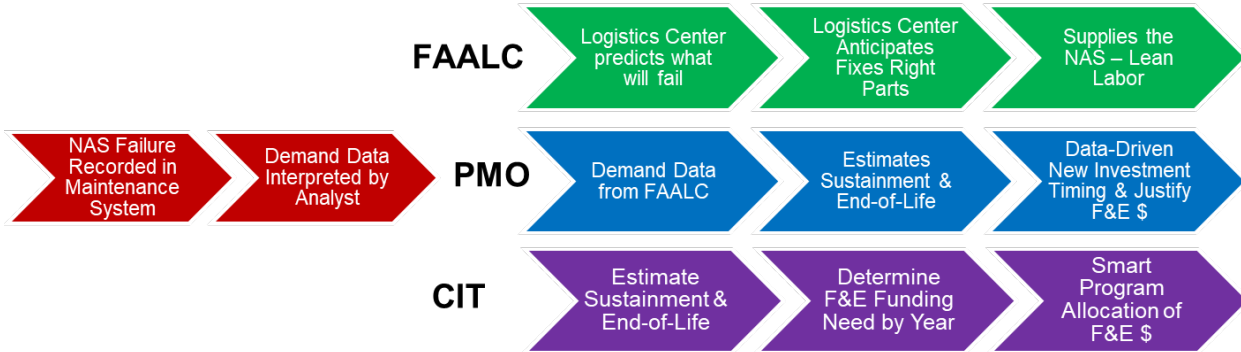 NAS Failure
Recorded in
Maintenance
System
Demand Data
Interpreted by
Analyst
FAALC
Logistics Center
predicts what
will fail
Logistics Center
Anticipates
Fixes Right
Parts
Supplies the
NAS – Lean
Labor
PMO
Demand Data
from FAALC
Estimates
Sustainment &
End-of-Life
Data-Driven
New Investment
Timing & Justify
F&E $
CIT
Estimate
Sustainment &
End-of-Life
Determine
F&E Funding
Need by Year
Smart
Program
Allocation of
F&E $